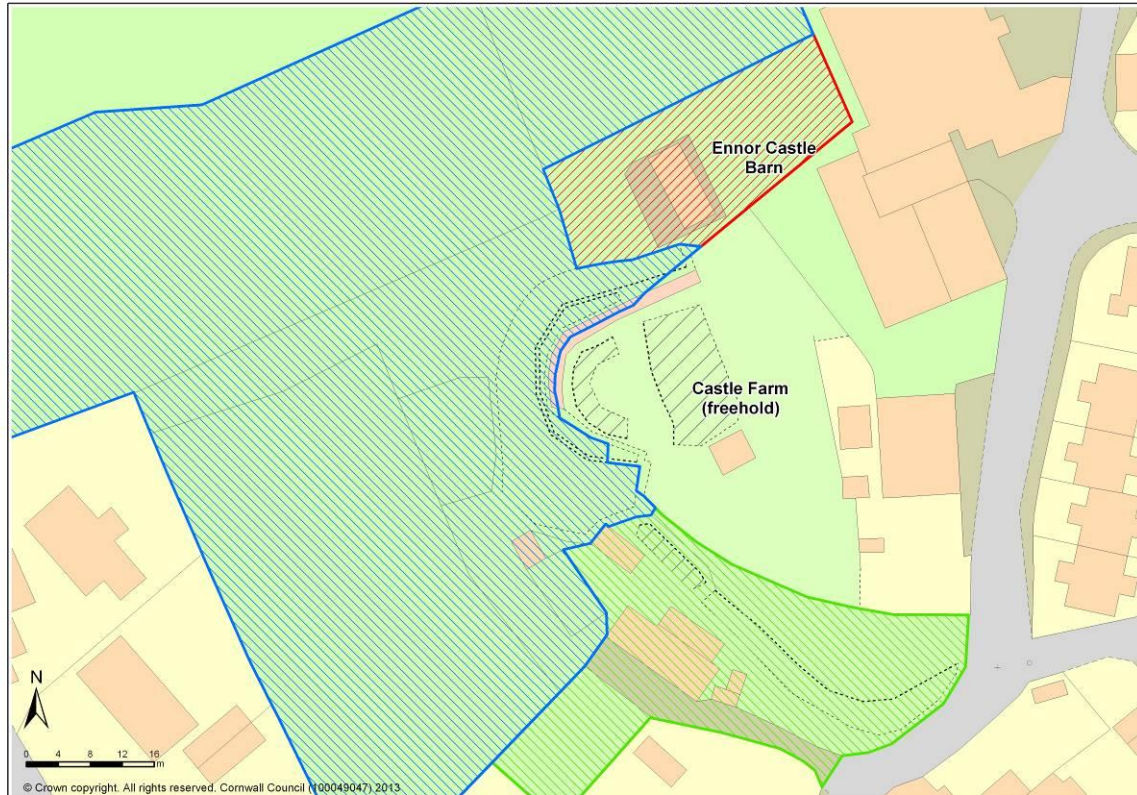 Ennor Castle
Barn
Castle Farm
(freehold)
N
0 4 8 12 16
m
© Crown copyright. All rights reserved. Cornwall Council (100049047) 2013